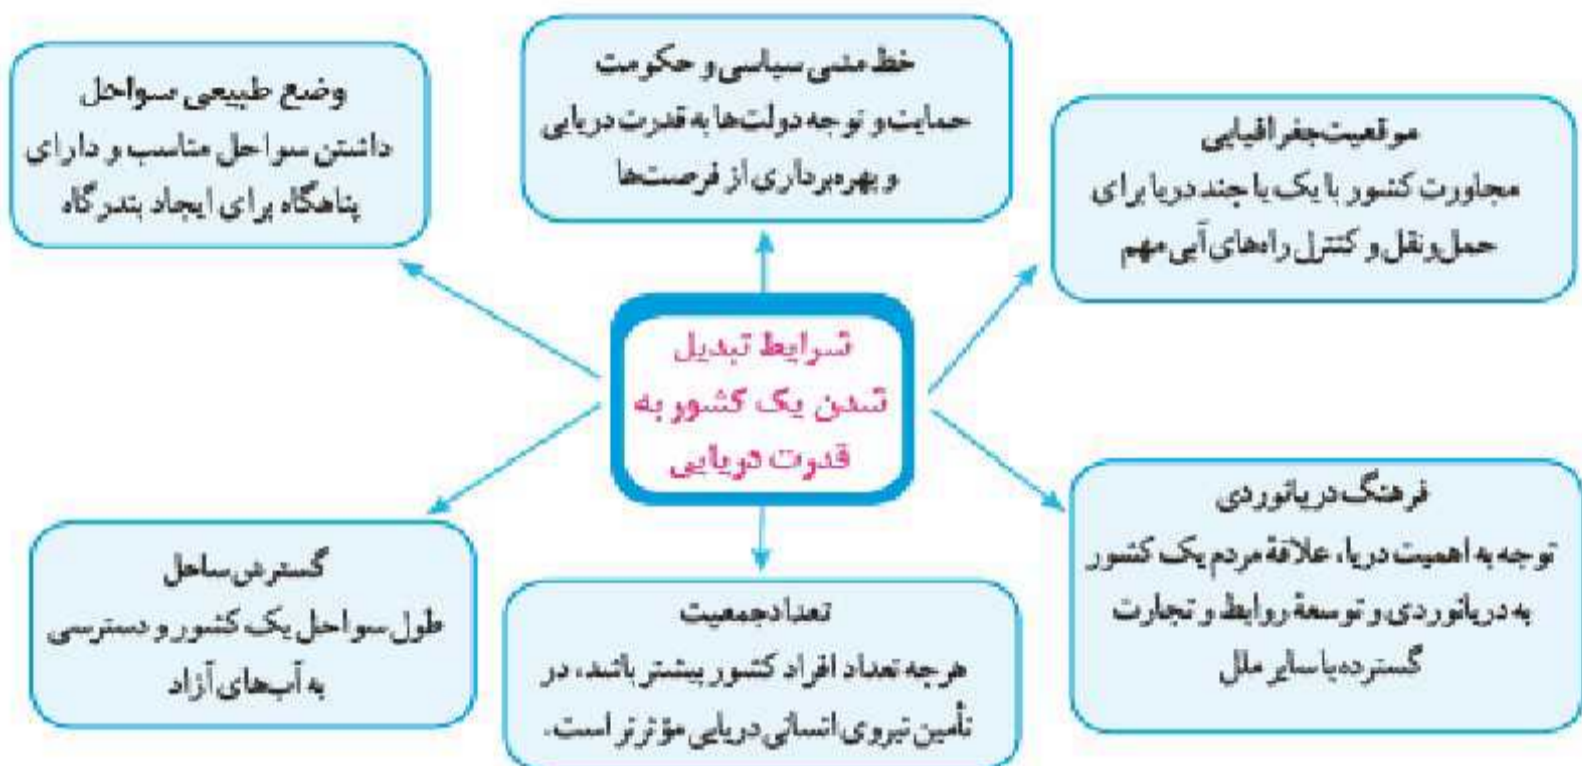 شرایط تبدیل
شدن یک کشور به
قدرت دریایی
موقعیت جغرافیایی
مجاورت کشور با یک یا چند دریا برای
حمل‌ونقل و کنترل راه‌های آبی مهم
خط مشی سیاسی و حکومت
حمایت و توجه دولت‌ها به قدرت دریایی
و بهره‌برداری از فرصت‌ها
وضع طبیعی سواحل
داشتن سواحل مناسب و دارای
پناهگاه برای ایجاد بندرگاه
فرهنگ دریانوردی
توجه به اهمیت دریا، علاقهٔ مردم یک کشور
به دریانوردی و توسعهٔ روابط و تجارت
گسترده با سایر ملل
تعداد جمعیت
هرچه تعداد افراد کشور بیشتر باشد، در
تأمین نیروی انسانی دریایی مؤثرتر است.
گسترش ساحل
طول سواحل یک کشور و دسترسی
به آب‌های آزاد